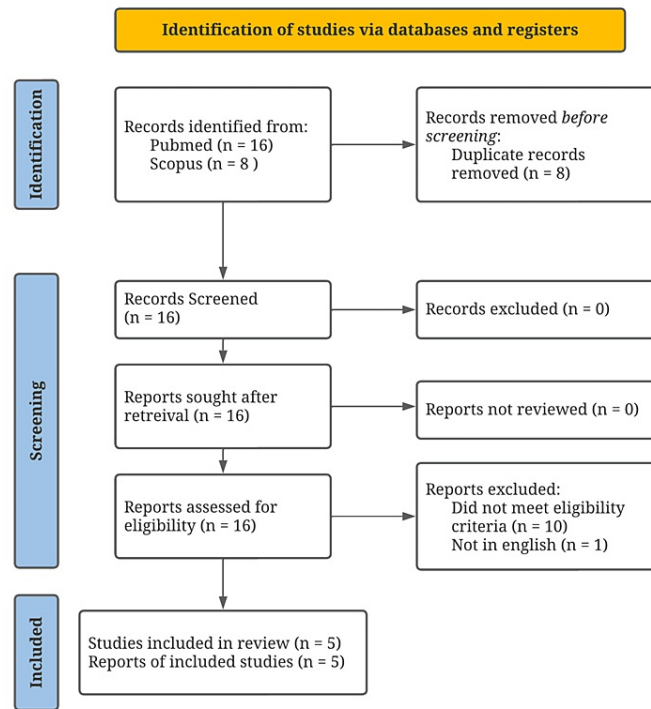 Identification of studies via databases and registers
Identification
Records identified from:
Pubmed (n = 16)
Scopus (n = 8 )
Records removed before
screening:
Duplicate records
removed (n = 8)
Screening
Records Screened
(n = 16)
Records excluded (n = 0)
Reports sought after
retreival (n = 16)
Reports not reviewed (n = 0)
Reports assessed for
eligibility (n = 16)
Reports excluded:
Did not meet eligibility
criteria (n = 10)
Not in english (n = 1)
Included
Studies included in review (n = 5)
Reports of included studies (n = 5)